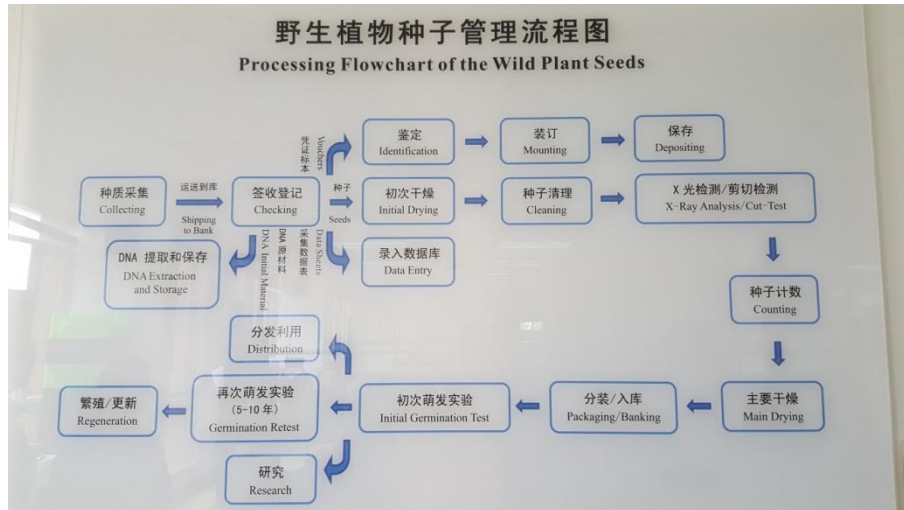 野生植物种子管理流程图
Processing Flowchart of the Wild Plant Seeds
种质采集
Collecting
运送到库
Shipping
to Bank
签收登记
Checking
凭证标本
Vouchers
鉴定
Identification
装订
Mounting
保存
Depositing
种子
Seeds
初次干燥
Initial Drying
种子清理
Cleaning
X 光检测/剪切检测
X-Ray Analysis/Cut-Test
采集数据表
Data Sheets
录入数据库
Data Entry
DNA 原材料
DNA Initial Material
DNA 提取和保存
DNA Extraction
and Storage
种子计数
Counting
主要干燥
Main Drying
分装/入库
Packaging/Banking
初次萌发实验
Initial Germination Test
分发利用
Distribution
再次萌发实验
(5-10 年)
Germination Retest
繁殖/更新
Regeneration
研究
Research